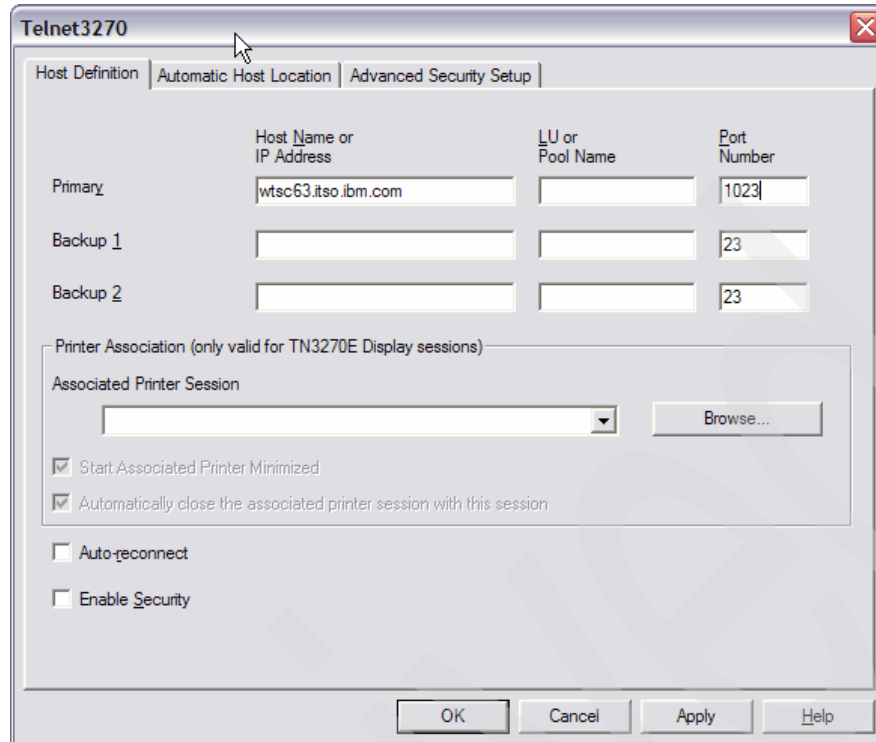 Telnet3270
Host Definition
Automatic Host Location
Advanced Security Setup
Host Name or
IP Address
LU or
Pool Name
Port
Number
Primary
wtsc63.itso.ibm.com
1023
Backup 1
23
Backup 2
23
Printer Association (only valid for TN3270E Display sessions)
Associated Printer Session
Browse...
Start Associated Printer Minimized
Automatically close the associated printer session with this session
Auto-reconnect
Enable Security
OK
Cancel
Apply
Help